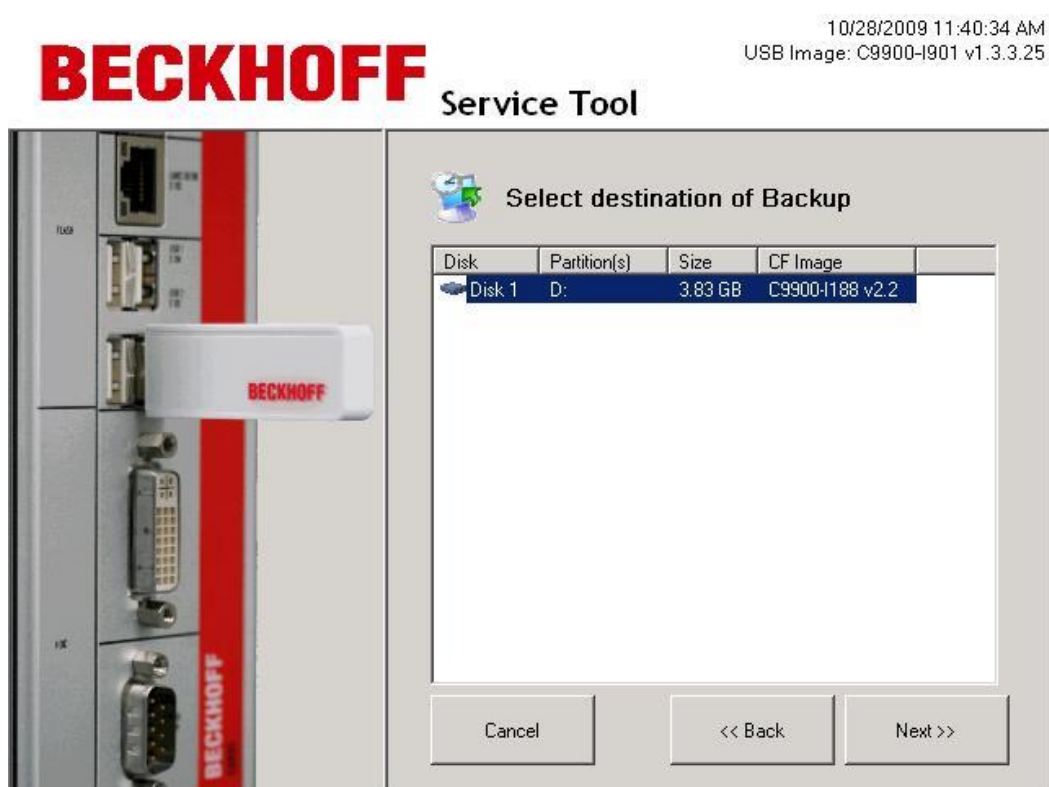 10/28/2009 11:40:34 AM
USB Image: C9900-I901 v1.3.3.25
BECKHOFF
Service Tool
Select destination of Backup
Disk Partition(s) Size CF Image
Disk 1 D: 3.83 GB C9900-I188 v2.2
FLASH
BECKHOFF
BECKHOFF
Cancel << Back Next >>